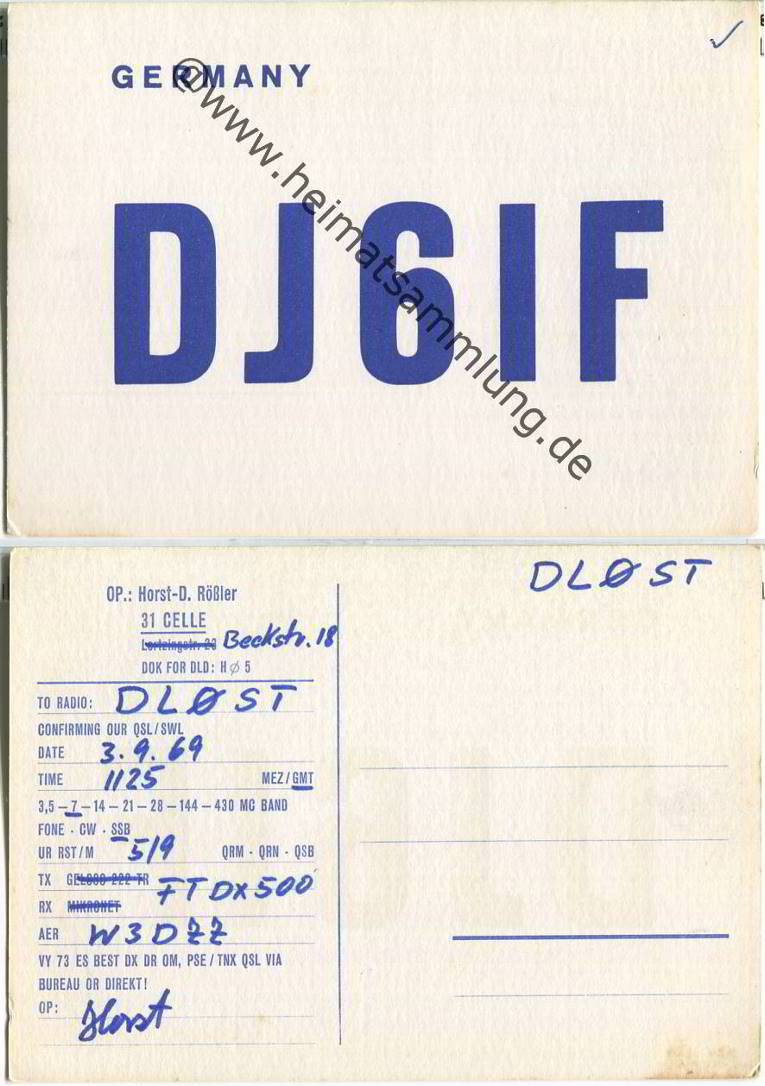 GERMANY
DJ6IF
@www.heimatsammlung.de
DLØST
OP.: Horst-D. Rößler
31 CELLE
Beckstr. 18
DOK FOR DLD: HØ5
TO RADIO: DLØST
CONFIRMING OUR QSL/SWL
DATE 3.9.69
TIME 1125 MEZ/GMT
3,5 – 7 – 14 – 21 – 28 – 144 – 430 MC BAND
FONE · CW · SSB
UR RST/M 519 QRM · QRN · QSB
TX FTDX500
RX
AER W3DZZ
VY 73 ES BEST DX DR OM, PSE/TNX QSL VIA
BUREAU OR DIREKT!
OP: Horst